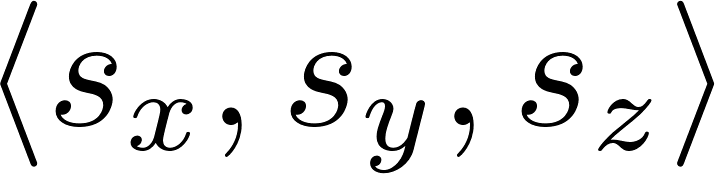 ⟨s_x, s_y, s_z⟩